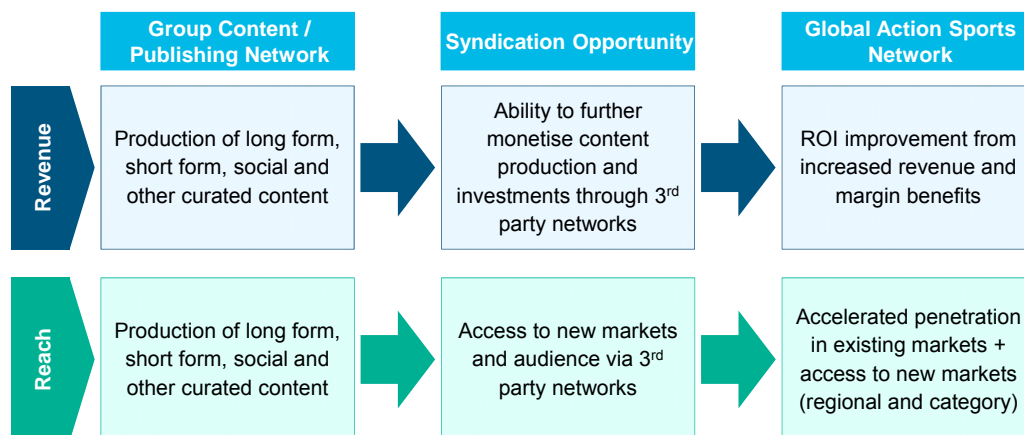 Group Content /
Publishing Network
Syndication Opportunity
Global Action Sports
Network
Revenue
Production of long form,
short form, social and
other curated content
Ability to further
monetise content
production and
investments through 3rd
party networks
ROI improvement from
increased revenue and
margin benefits
Reach
Production of long form,
short form, social and
other curated content
Access to new markets
and audience via 3rd
party networks
Accelerated penetration
in existing markets +
access to new markets
(regional and category)